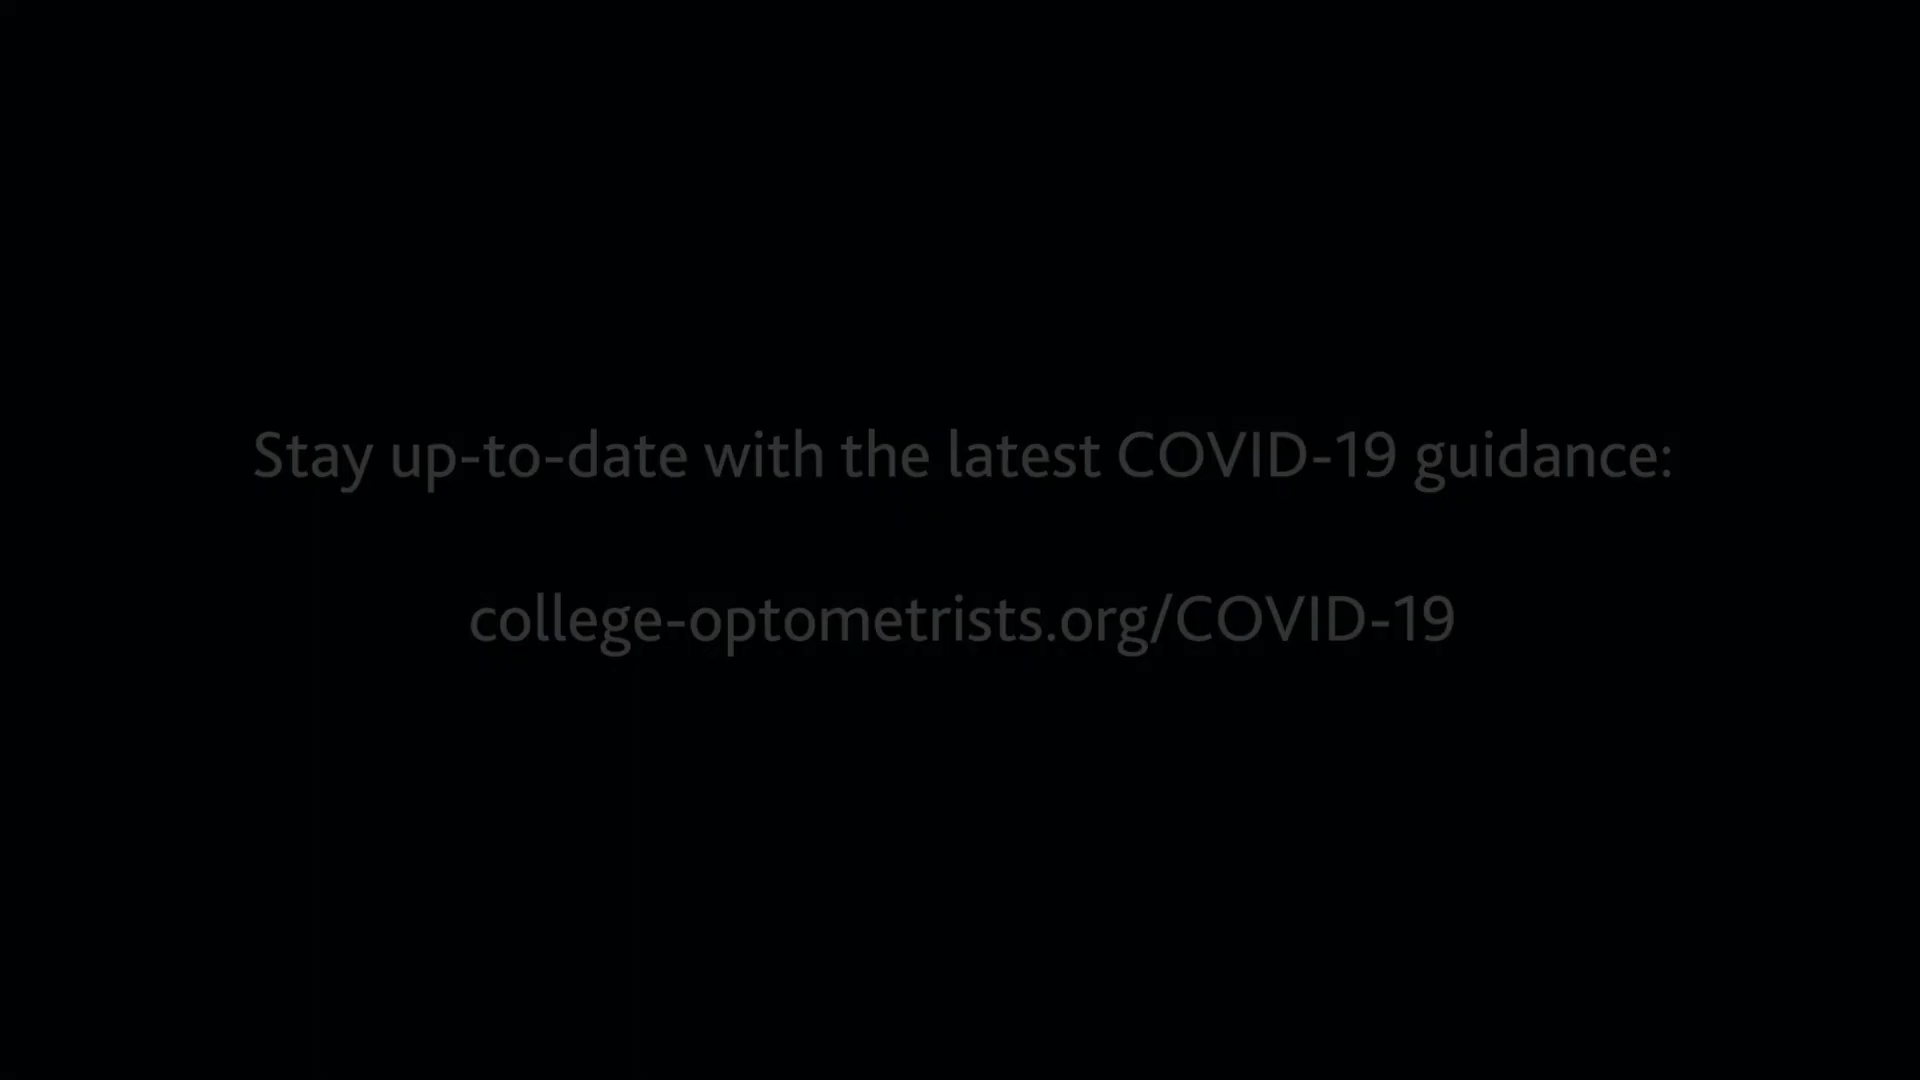 Stay up-to-date with the latest COVID-19 guidance:
college-optometrists.org/COVID-19